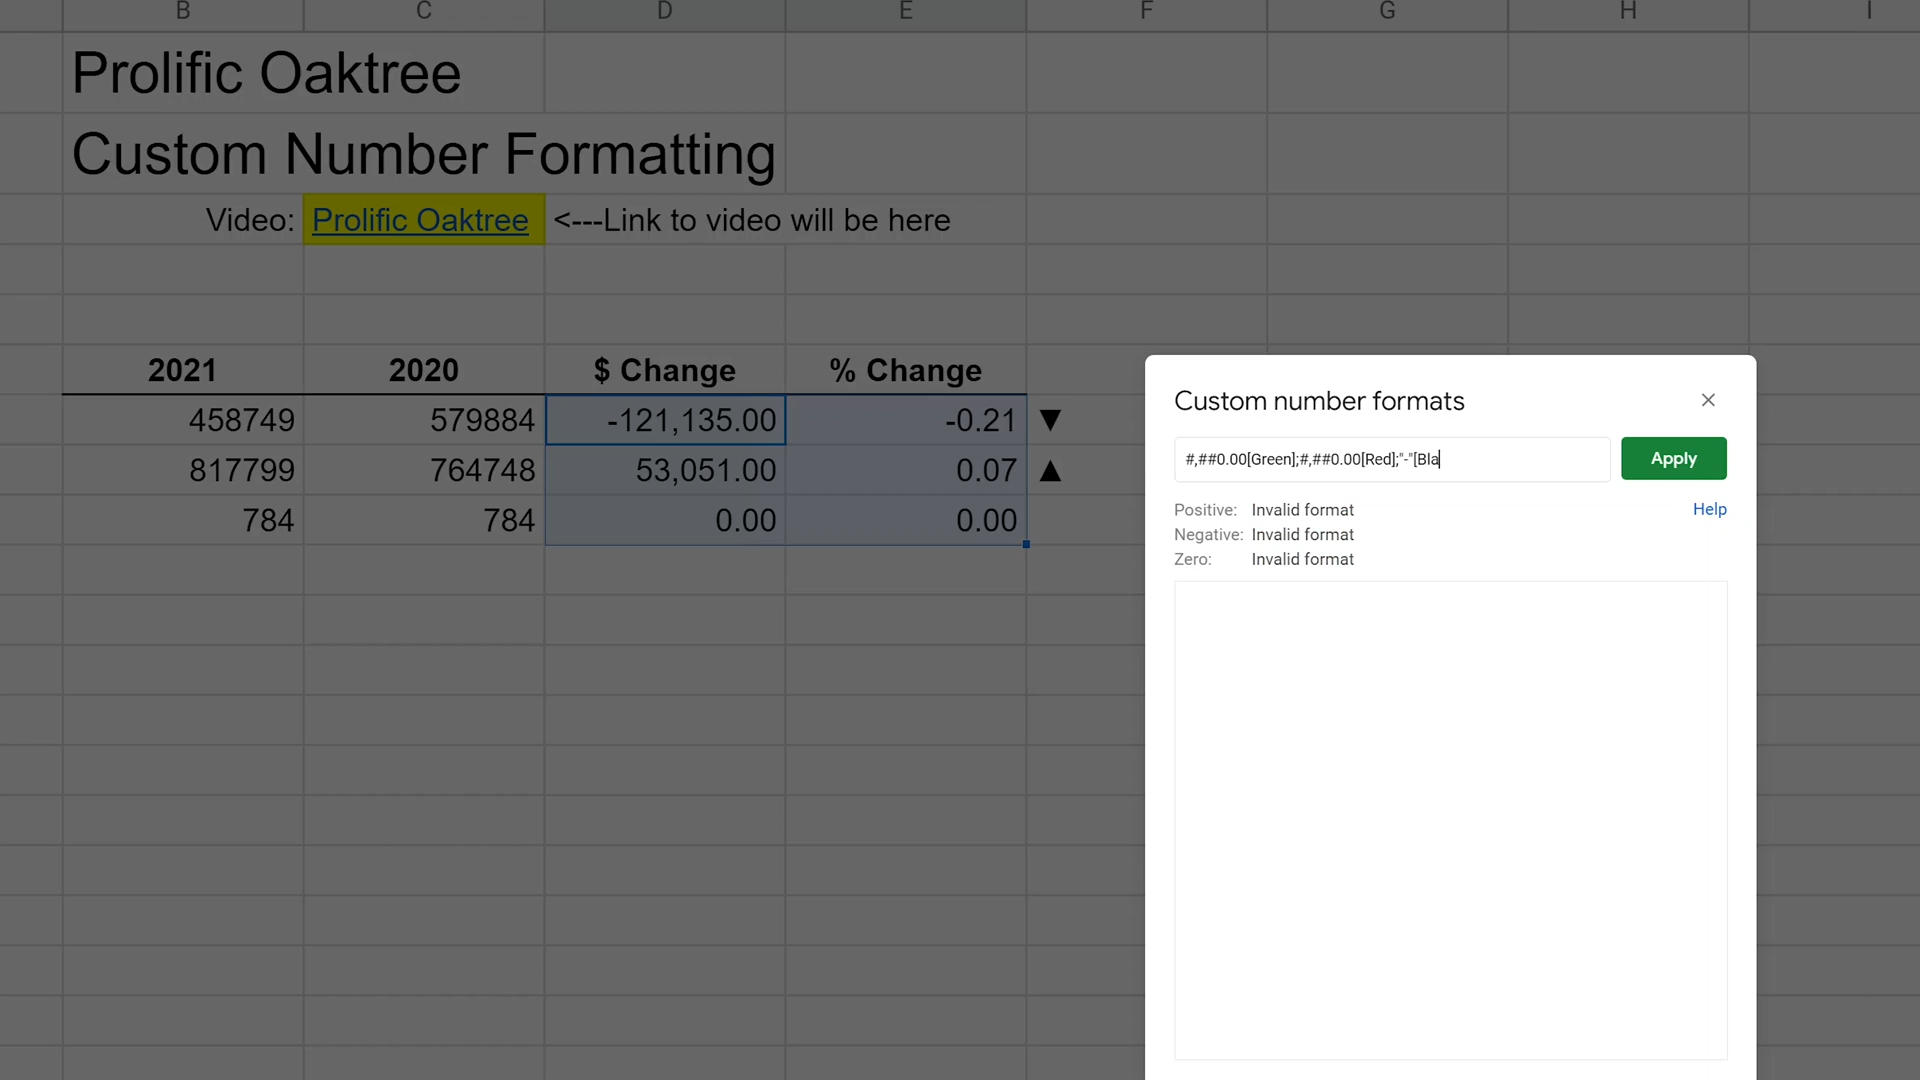 B C D E F G H I
Prolific Oaktree
Custom Number Formatting
Video: Prolific Oaktree <---Link to video will be here
2021 2020 $ Change % Change
458749 579884 -121,135.00 -0.21 ▼
817799 764748 53,051.00 0.07 ▲
784 784 0.00 0.00
Custom number formats
#,##0.00[Green];#,##0.00[Red];"-"[Bla
Apply
Positive: Invalid format Help
Negative: Invalid format
Zero: Invalid format